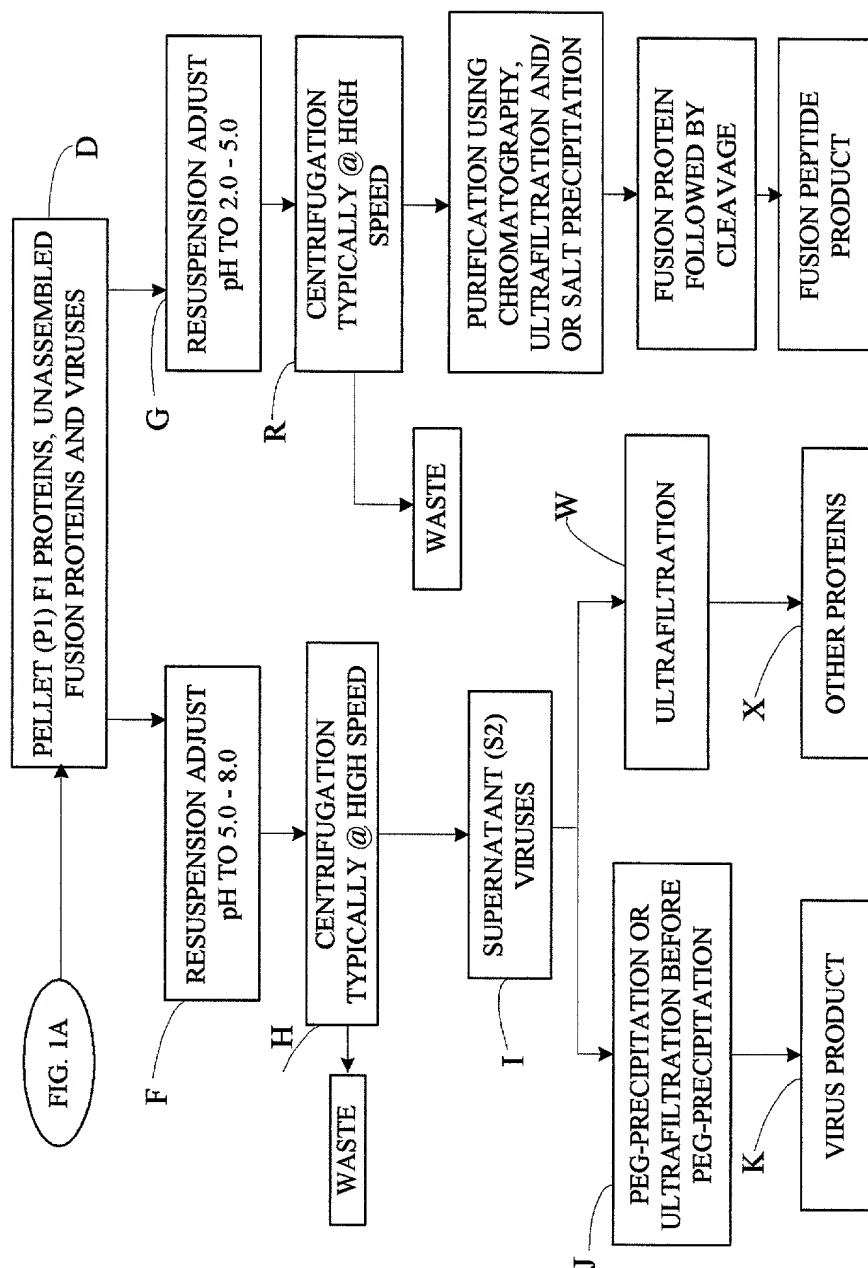 FIG. 1A
PELLET (P1) F1 PROTEINS, UNASSEMBLED
FUSION PROTEINS AND VIRUSES
D
F
RESUSPENSION ADJUST
pH TO 5.0 - 8.0
G
RESUSPENSION ADJUST
pH TO 2.0 - 5.0
H
CENTRIFUGATION
TYPICALLY @ HIGH SPEED
WASTE
R
CENTRIFUGATION
TYPICALLY @ HIGH
SPEED
WASTE
I
SUPERNATANT (S2)
VIRUSES
PURIFICATION USING
CHROMATOGRAPHY,
ULTRAFILTRATION AND/
OR SALT PRECIPITATION
J
PEG-PRECIPITATION OR
ULTRAFILTRATION BEFORE
PEG-PRECIPITATION
W
ULTRAFILTRATION
FUSION PROTEIN
FOLLOWED BY
CLEAVAGE
K
VIRUS PRODUCT
X
OTHER PROTEINS
FUSION PEPTIDE
PRODUCT